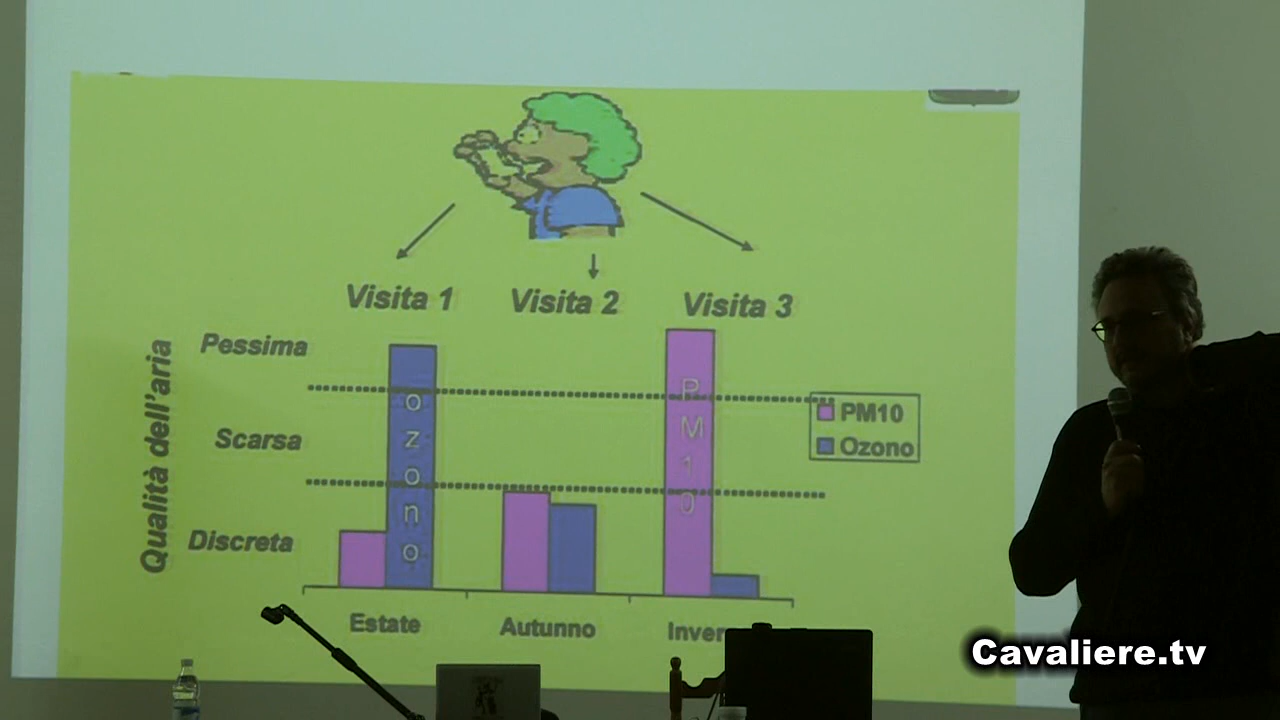 Visita 1
Visita 2
Visita 3
Qualità dell'aria
Pessima
Scarsa
Discreta
ozono
PM10
PM10
Ozono
Estate
Autunno
Cavaliere.tv